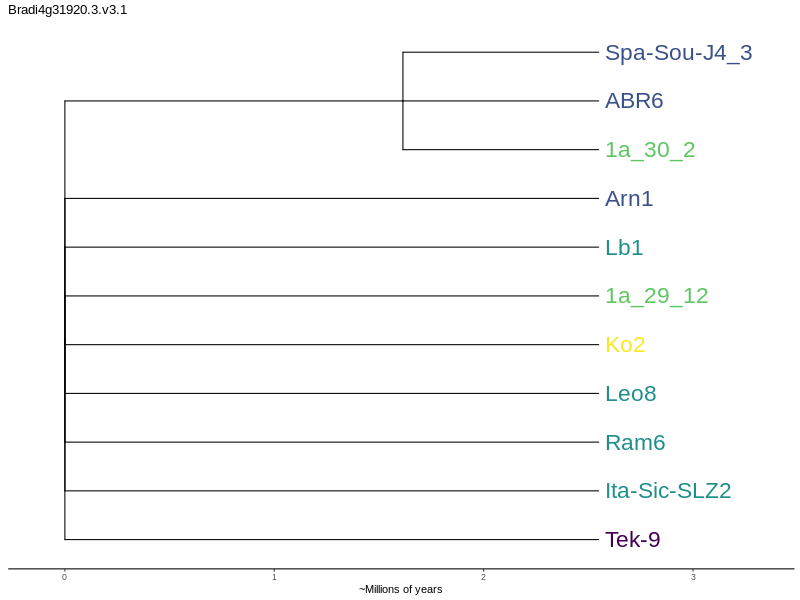 Bradi4g31920.3.v3.1
Spa-Sou-J4_3
ABR6
1a_30_2
Arn1
Lb1
1a_29_12
Ko2
Leo8
Ram6
Ita-Sic-SLZ2
Tek-9
0 1 2 3
~Millions of years